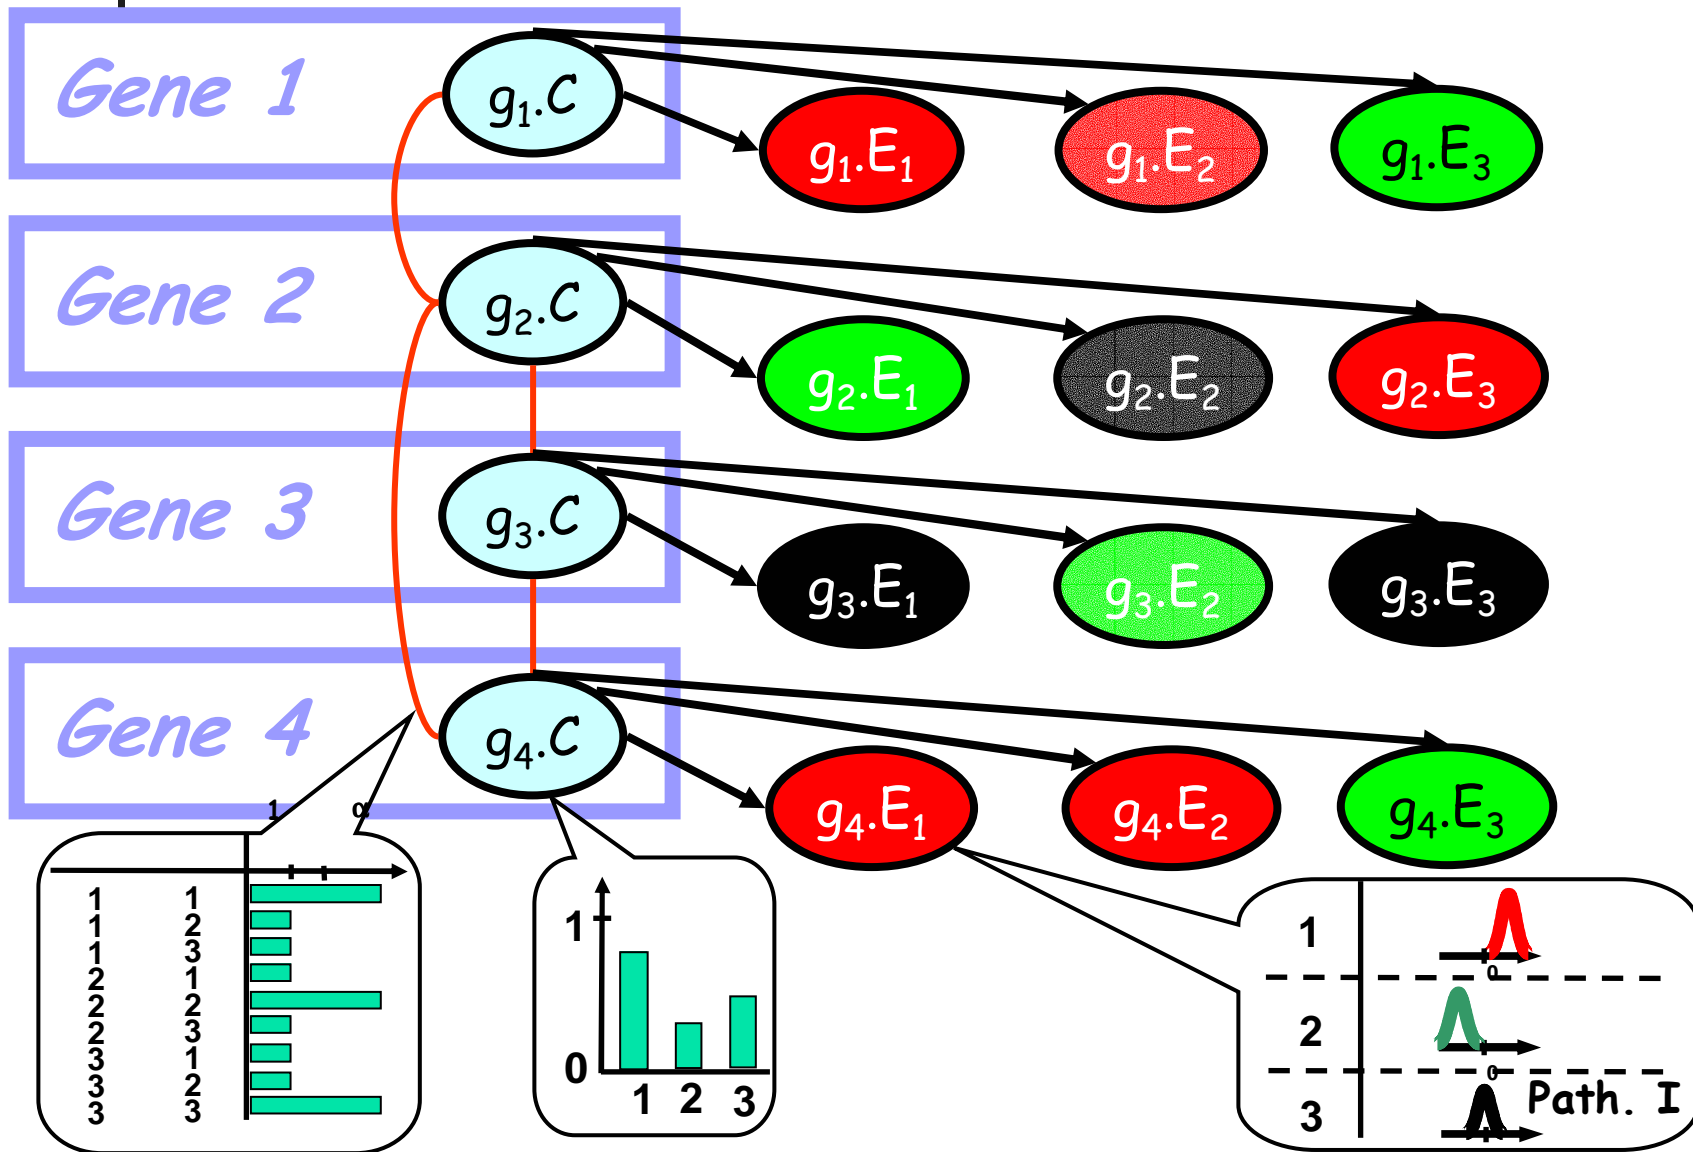 Gene 1
g1.C
g1.E1
g1.E2
g1.E3
Gene 2
g2.C
g2.E1
g2.E2
g2.E3
Gene 3
g3.C
g3.E1
g3.E2
g3.E3
Gene 4
g4.C
g4.E1
g4.E2
g4.E3
1 α
1 1
1 2
1 3
2 1
2 2
2 3
3 1
3 2
3 3
1
0
1 2 3
1
0
2
0
3
Path. I